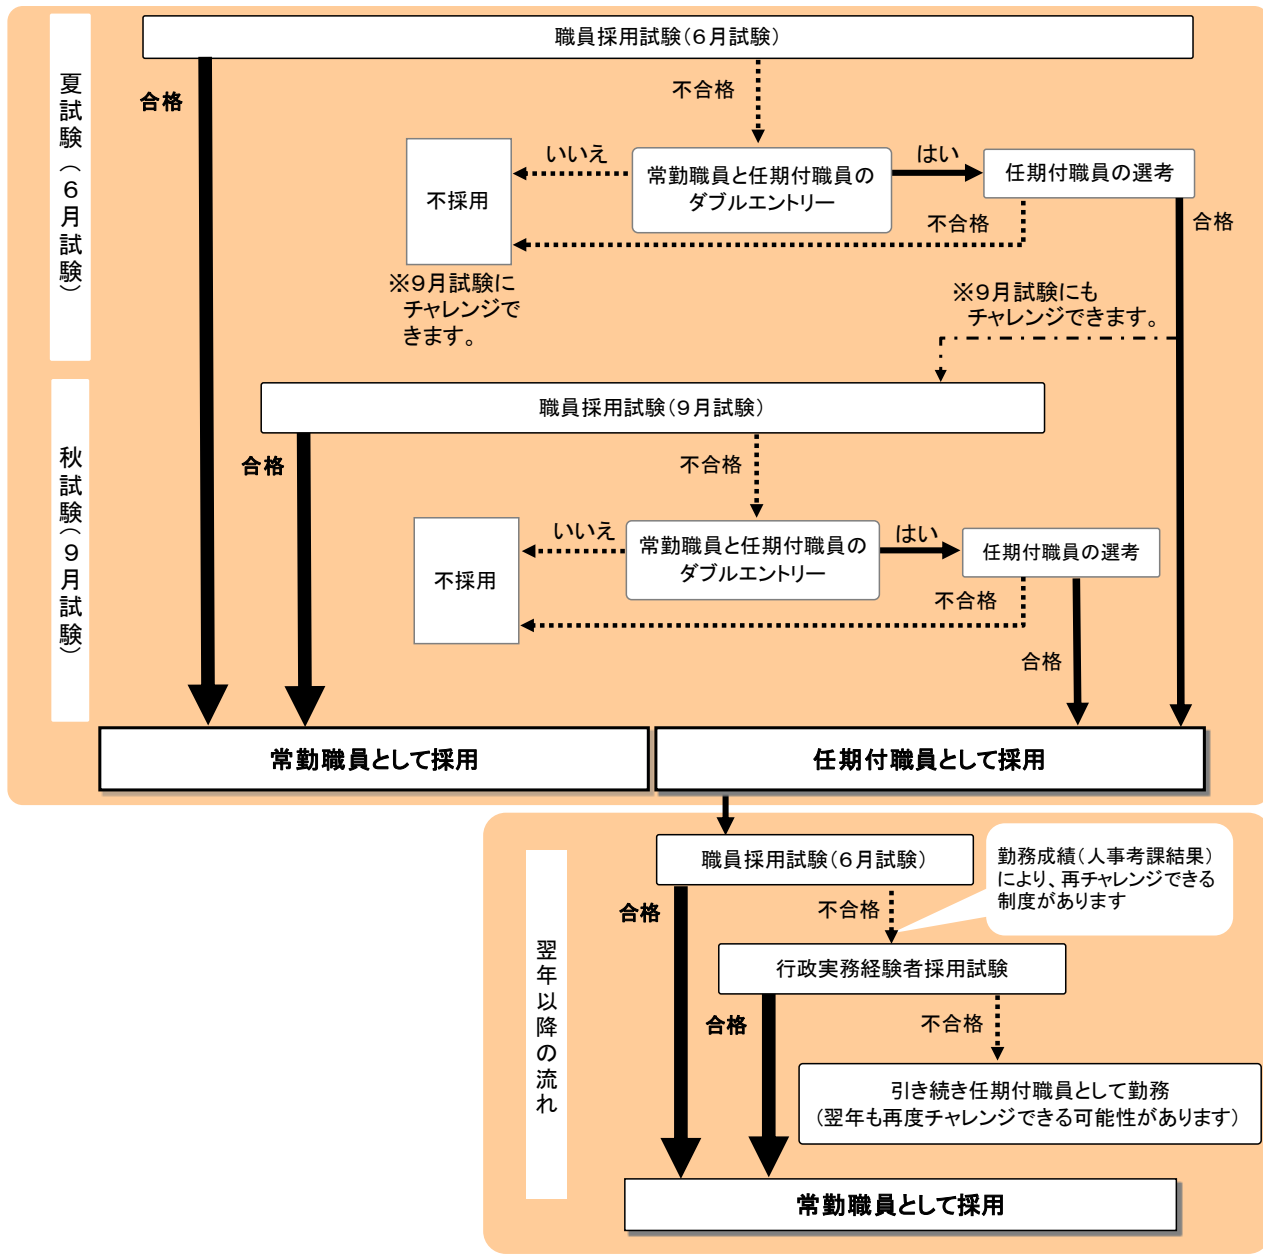 夏試験（６月試験）
職員採用試験（６月試験）
合格
不合格
不採用
いいえ
常勤職員と任期付職員の
ダブルエントリー
はい
任期付職員の選考
不合格
合格
※９月試験に
チャレンジで
きます。
※９月試験にも
チャレンジできます。
秋試験（９月試験）
職員採用試験（９月試験）
合格
不合格
不採用
いいえ
常勤職員と任期付職員の
ダブルエントリー
はい
任期付職員の選考
不合格
合格
常勤職員として採用
任期付職員として採用
翌年以降の流れ
職員採用試験（６月試験）
勤務成績（人事考課結果）
により、再チャレンジできる
制度があります
合格
不合格
行政実務経験者採用試験
合格
不合格
引き続き任期付職員として勤務
（翌年も再度チャレンジできる可能性があります）
常勤職員として採用